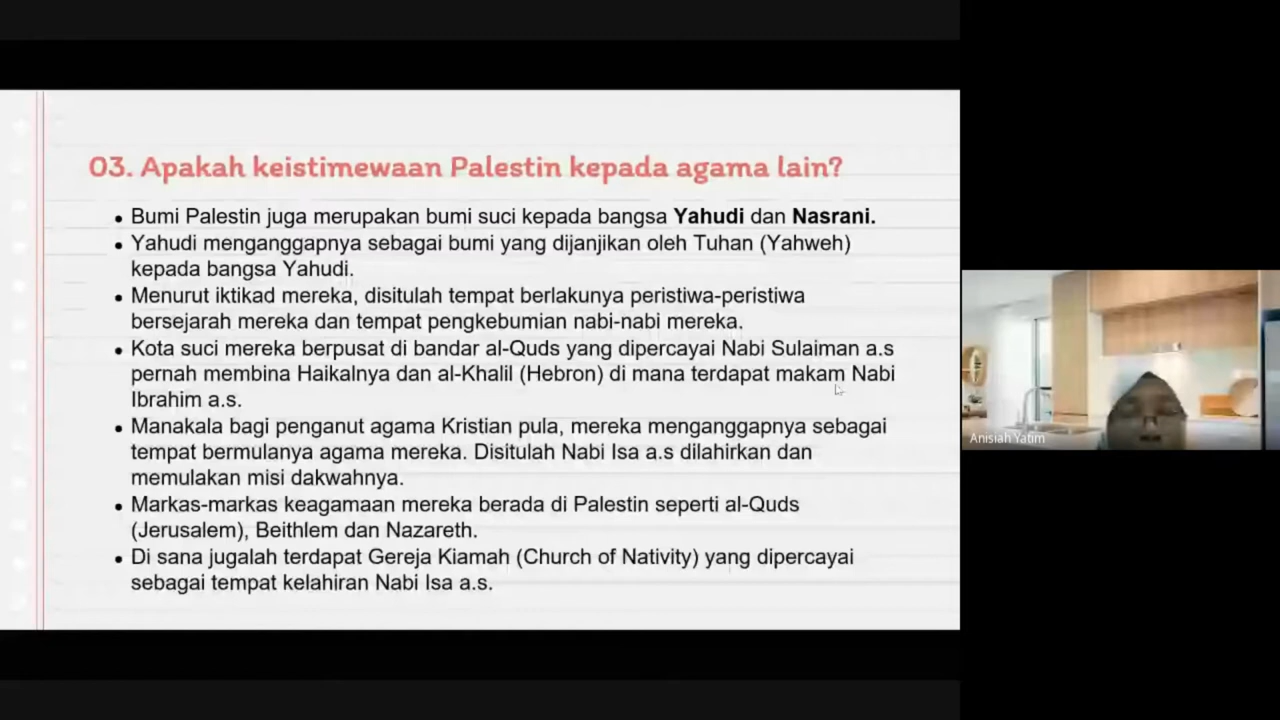 03. Apakah keistimewaan Palestin kepada agama lain?
• Bumi Palestin juga merupakan bumi suci kepada bangsa Yahudi dan Nasrani.
• Yahudi menganggapnya sebagai bumi yang dijanjikan oleh Tuhan (Yahweh)
kepada bangsa Yahudi.
• Menurut iktikad mereka, disitulah tempat berlakunya peristiwa-peristiwa
bersejarah mereka dan tempat pengkebumian nabi-nabi mereka.
• Kota suci mereka berpusat di bandar al-Quds yang dipercayai Nabi Sulaiman a.s
pernah membina Haikalnya dan al-Khalil (Hebron) di mana terdapat makam Nabi
Ibrahim a.s.
• Manakala bagi penganut agama Kristian pula, mereka menganggapnya sebagai
tempat bermulanya agama mereka. Disitulah Nabi Isa a.s dilahirkan dan
memulakan misi dakwahnya.
• Markas-markas keagamaan mereka berada di Palestin seperti al-Quds
(Jerusalem), Beithlem dan Nazareth.
• Di sana jugalah terdapat Gereja Kiamah (Church of Nativity) yang dipercayai
sebagai tempat kelahiran Nabi Isa a.s.
Anisiah Yatim